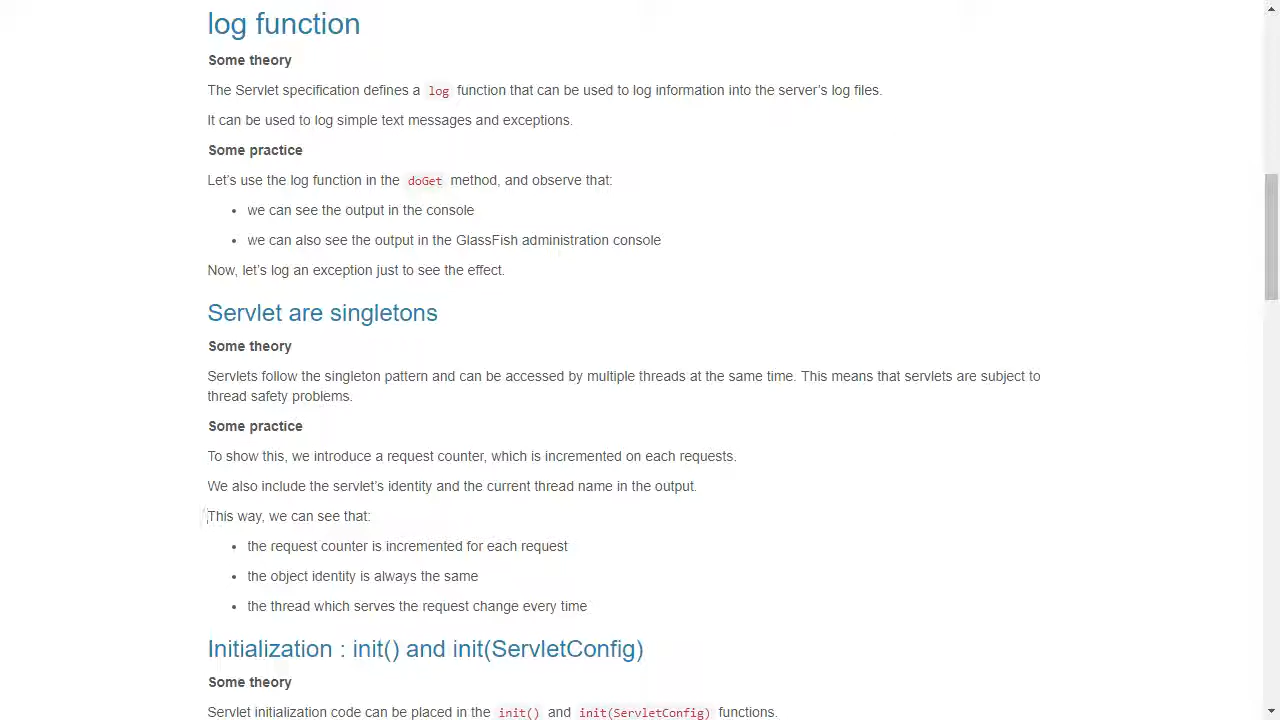 log function
Some theory
The Servlet specification defines a log function that can be used to log information into the server's log files.
It can be used to log simple text messages and exceptions.
Some practice
Let's use the log function in the doGet method, and observe that:
• we can see the output in the console
• we can also see the output in the GlassFish administration console
Now, let's log an exception just to see the effect.
Servlet are singletons
Some theory
Servlets follow the singleton pattern and can be accessed by multiple threads at the same time. This means that servlets are subject to
thread safety problems.
Some practice
To show this, we introduce a request counter, which is incremented on each requests.
We also include the servlet's identity and the current thread name in the output.
This way, we can see that:
• the request counter is incremented for each request
• the object identity is always the same
• the thread which serves the request change every time
Initialization : init() and init(ServletConfig)
Some theory
Servlet initialization code can be placed in the init() and init(ServletConfig) functions.